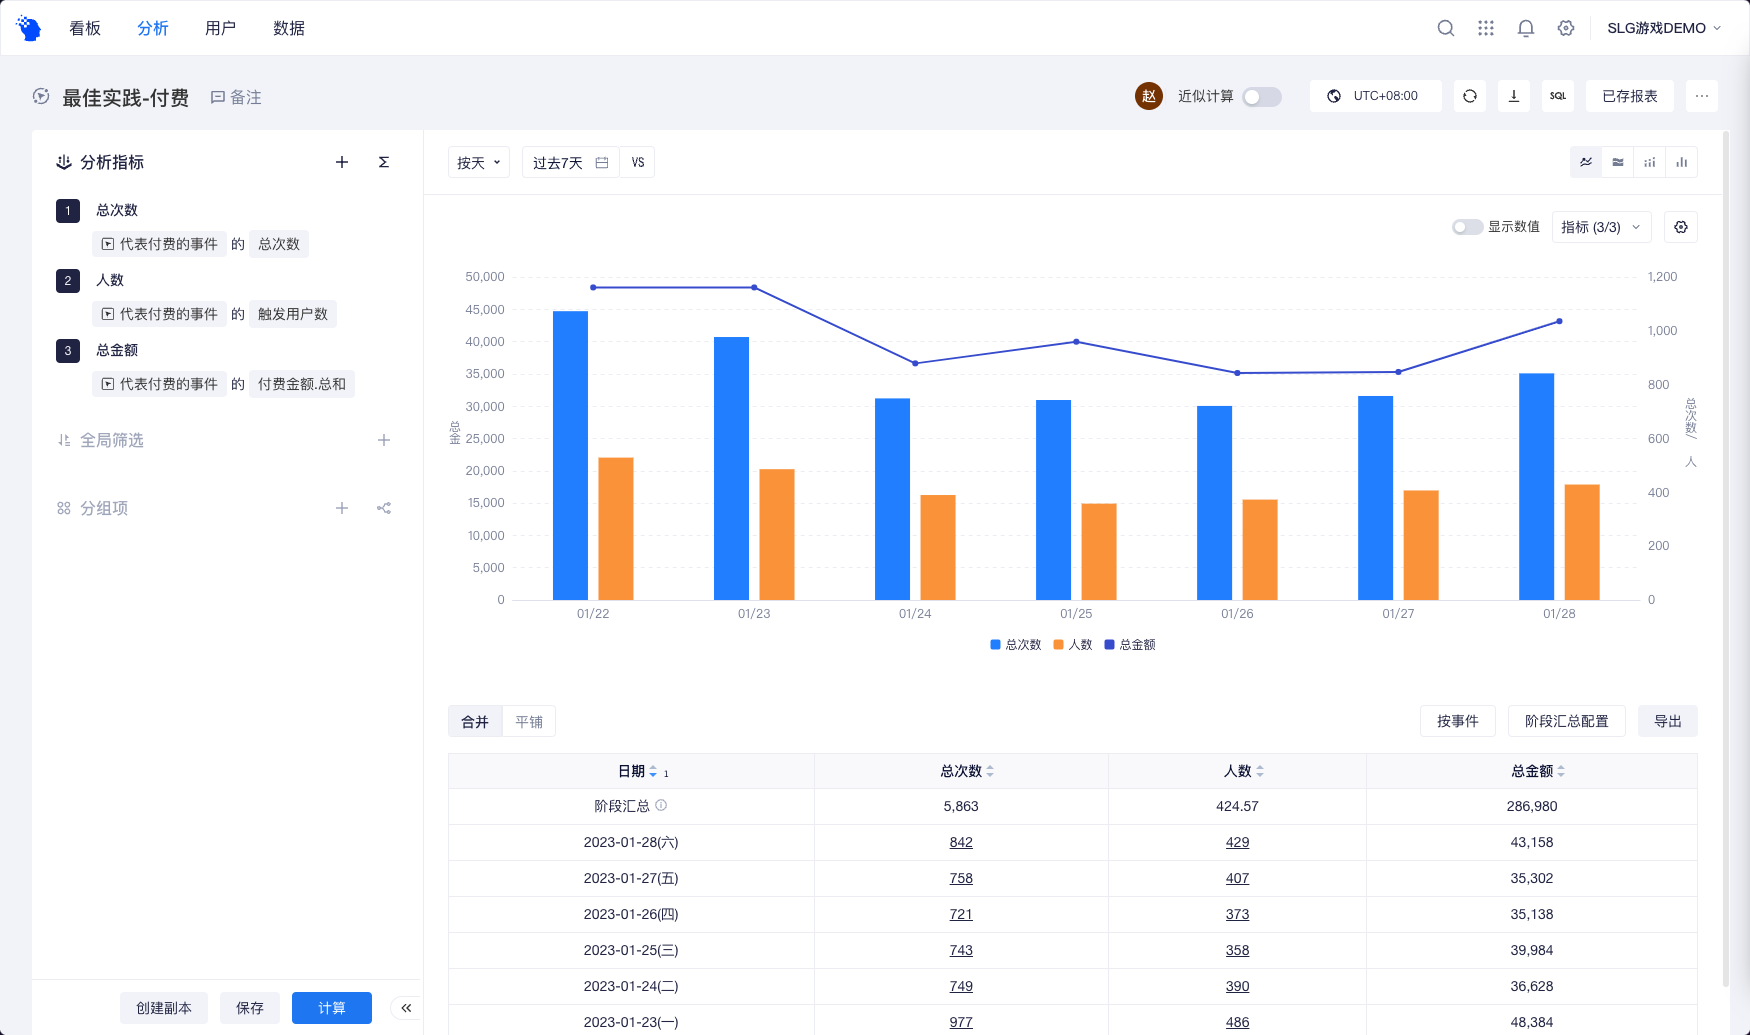 看板 分析 用户 数据 SLG游戏DEMO
最佳实践-付费 备注 赵 近似计算 UTC+08:00 SQL 已存报表 ...
分析指标 按天 过去7天 VS
1 总次数
代表付费的事件 的 总次数
2 人数
代表付费的事件 的 触发用户数
3 总金额
代表付费的事件 的 付费金额.总和
全局筛选
分组项
创建副本 保存 计算
显示数值 指标 (3/3)
50,000 1,200
45,000
40,000 1,000
35,000 800
30,000
总金 25,000 600 总次数/人
20,000
15,000 400
10,000 200
5,000
0 0
01/22 01/23 01/24 01/25 01/26 01/27 01/28
总次数 人数 总金额
合并 平铺 按事件 阶段汇总配置 导出
日期 1 总次数 人数 总金额
阶段汇总 5,863 424.57 286,980
2023-01-28(六) 842 429 43,158
2023-01-27(五) 758 407 35,302
2023-01-26(四) 721 373 35,138
2023-01-25(三) 743 358 39,984
2023-01-24(二) 749 390 36,628
2023-01-23(一) 977 486 48,384